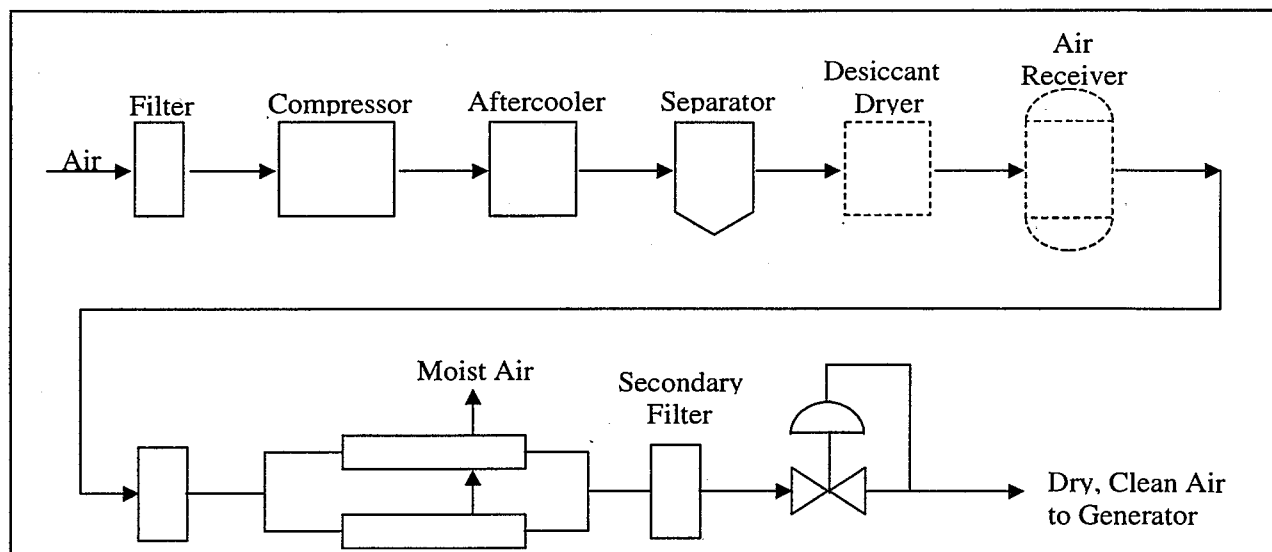 Air
Filter
Compressor
Aftercooler
Separator
Desiccant
Dryer
Air
Receiver
Moist Air
Secondary
Filter
Dry, Clean Air
to Generator